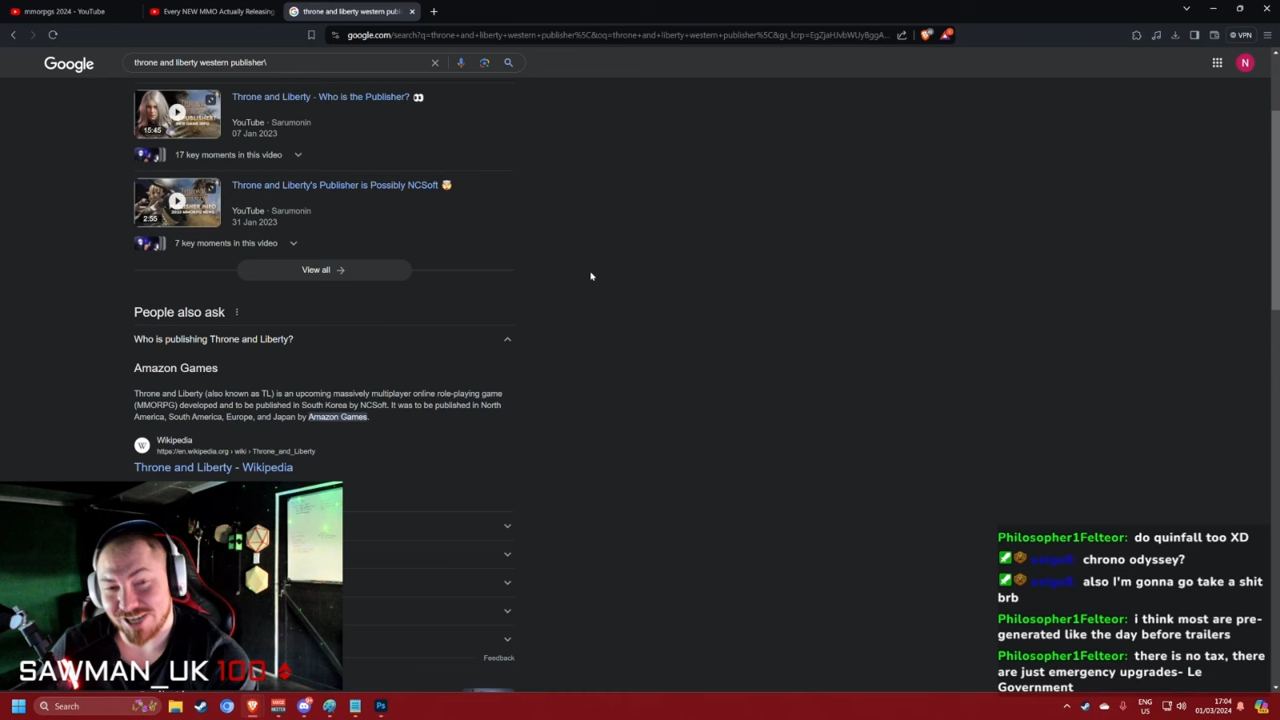 mmorpgs 2024 - YouTube
Every NEW MMO Actually Releasing
throne and liberty western publ
google.com/search?q=throne+and+liberty+western+publisher%5C&oq=throne+and+liberty+western+publisher%5C&gs_lcrp=EgZjaHJvbWUyBggA...
VPN
Google
throne and liberty western publisher\
N
Throne and Liberty - Who is the Publisher? 👀
YouTube · Sarumonin
15:45
07 Jan 2023
17 key moments in this video
Throne and Liberty's Publisher is Possibly NCSoft 🤯
YouTube · Sarumonin
2:55
31 Jan 2023
7 key moments in this video
View all
People also ask
Who is publishing Throne and Liberty?
Amazon Games
Throne and Liberty (also known as TL) is an upcoming massively multiplayer online role-playing game
(MMORPG) developed and to be published in South Korea by NCSoft. It was to be published in North
America, South America, Europe, and Japan by Amazon Games.
W
Wikipedia
https://en.wikipedia.org › wiki › Throne_and_Liberty
Throne and Liberty - Wikipedia
Feedback
SAWMAN_UK 100
Philosopher1Felteor: do quinfall too XD
chrono odyssey?
also I'm gonna go take a shit
brb
Philosopher1Felteor: i think most are pre-
generated like the day before trailers
Philosopher1Felteor: there is no tax, there
are just emergency upgrades- Le
Government
Search
ENG
US
17:04
01/03/2024